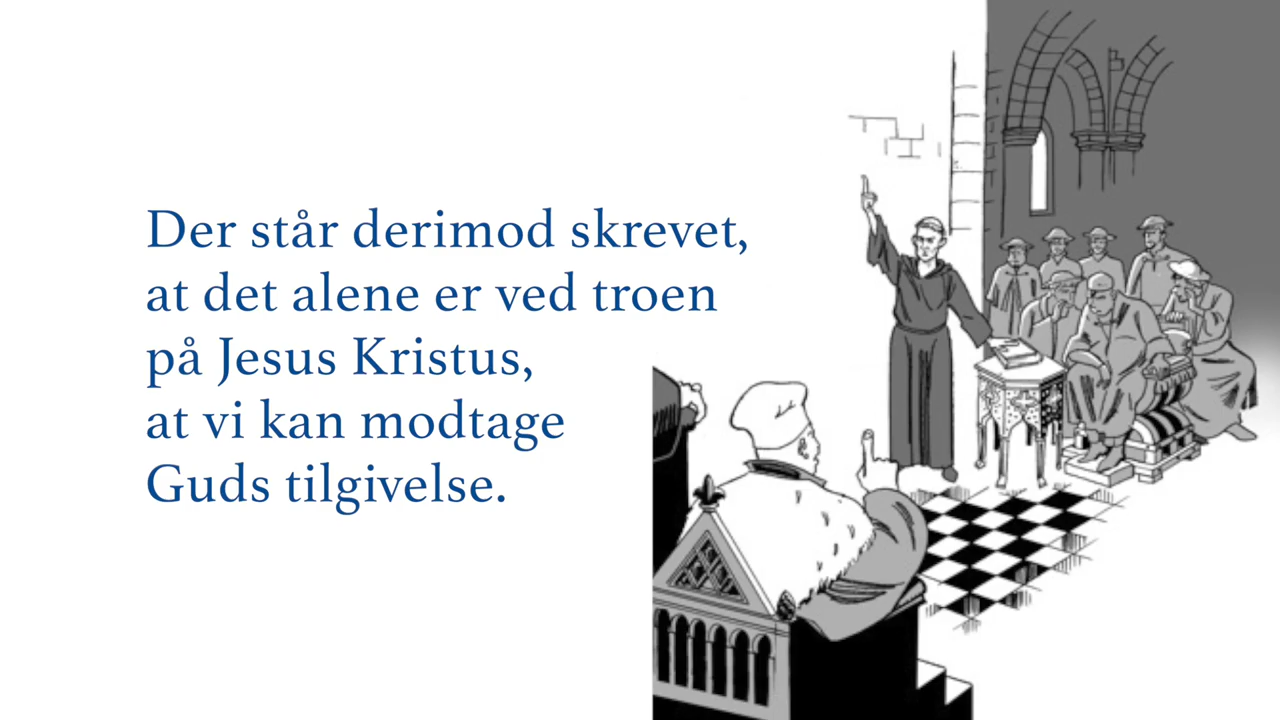 Der står derimod skrevet,
at det alene er ved troen
på Jesus Kristus,
at vi kan modtage
Guds tilgivelse.